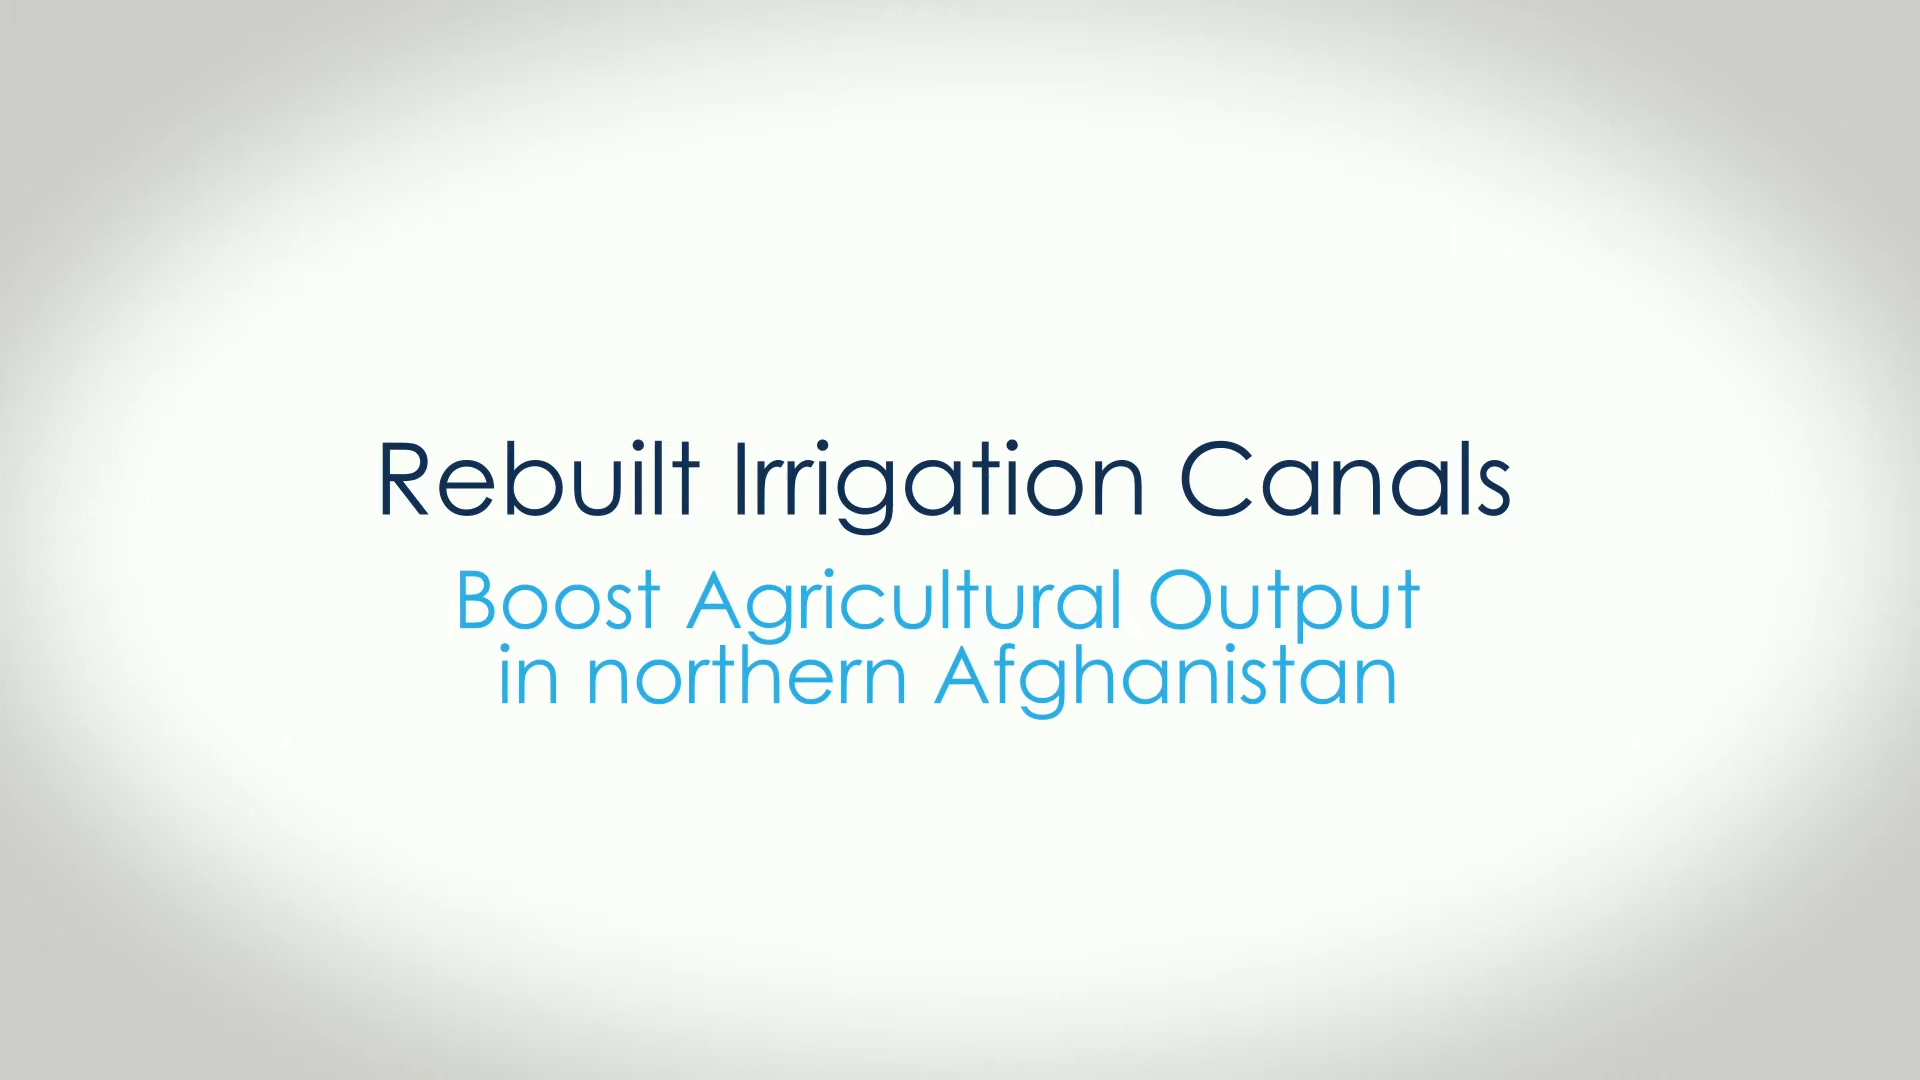 Rebuilt Irrigation Canals
Boost Agricultural Output
in northern Afghanistan